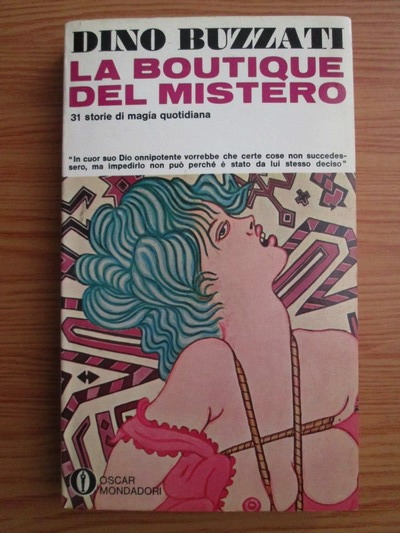 DINO BUZZATI
LA BOUTIQUE
DEL MISTERO
31 storie di magia quotidiana
"In cuor suo Dio onnipotente vorrebbe che certe cose non succedes-
sero, ma impedirlo non può perché è stato da lui stesso deciso"
OSCAR
MONDADORI